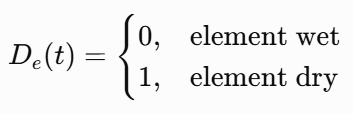 D_e(t) = { 0, element wet
1, element dry